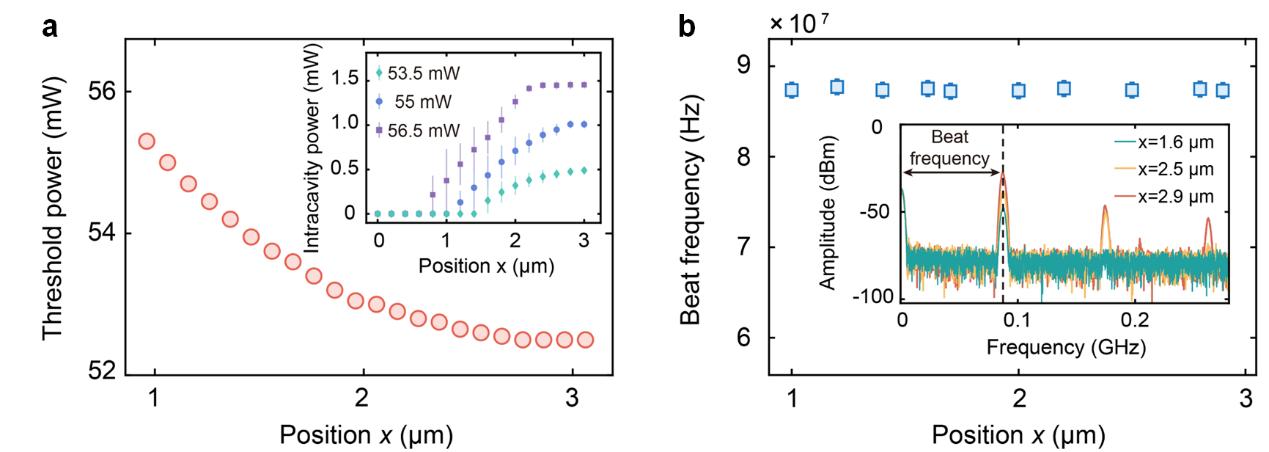 a
Threshold power (mW)
56
54
52
1
2
3
Position x (μm)
Intracavity power (mW)
1.5
1.0
0.5
0
53.5 mW
55 mW
56.5 mW
0
1
2
3
Position x (μm)
b
× 10 7
Beat frequency (Hz)
9
8
7
6
1
2
3
Position x (μm)
Amplitude (dBm)
0
-50
-100
Beat
frequency
x=1.6 μm
x=2.5 μm
x=2.9 μm
0
0.1
0.2
Frequency (GHz)